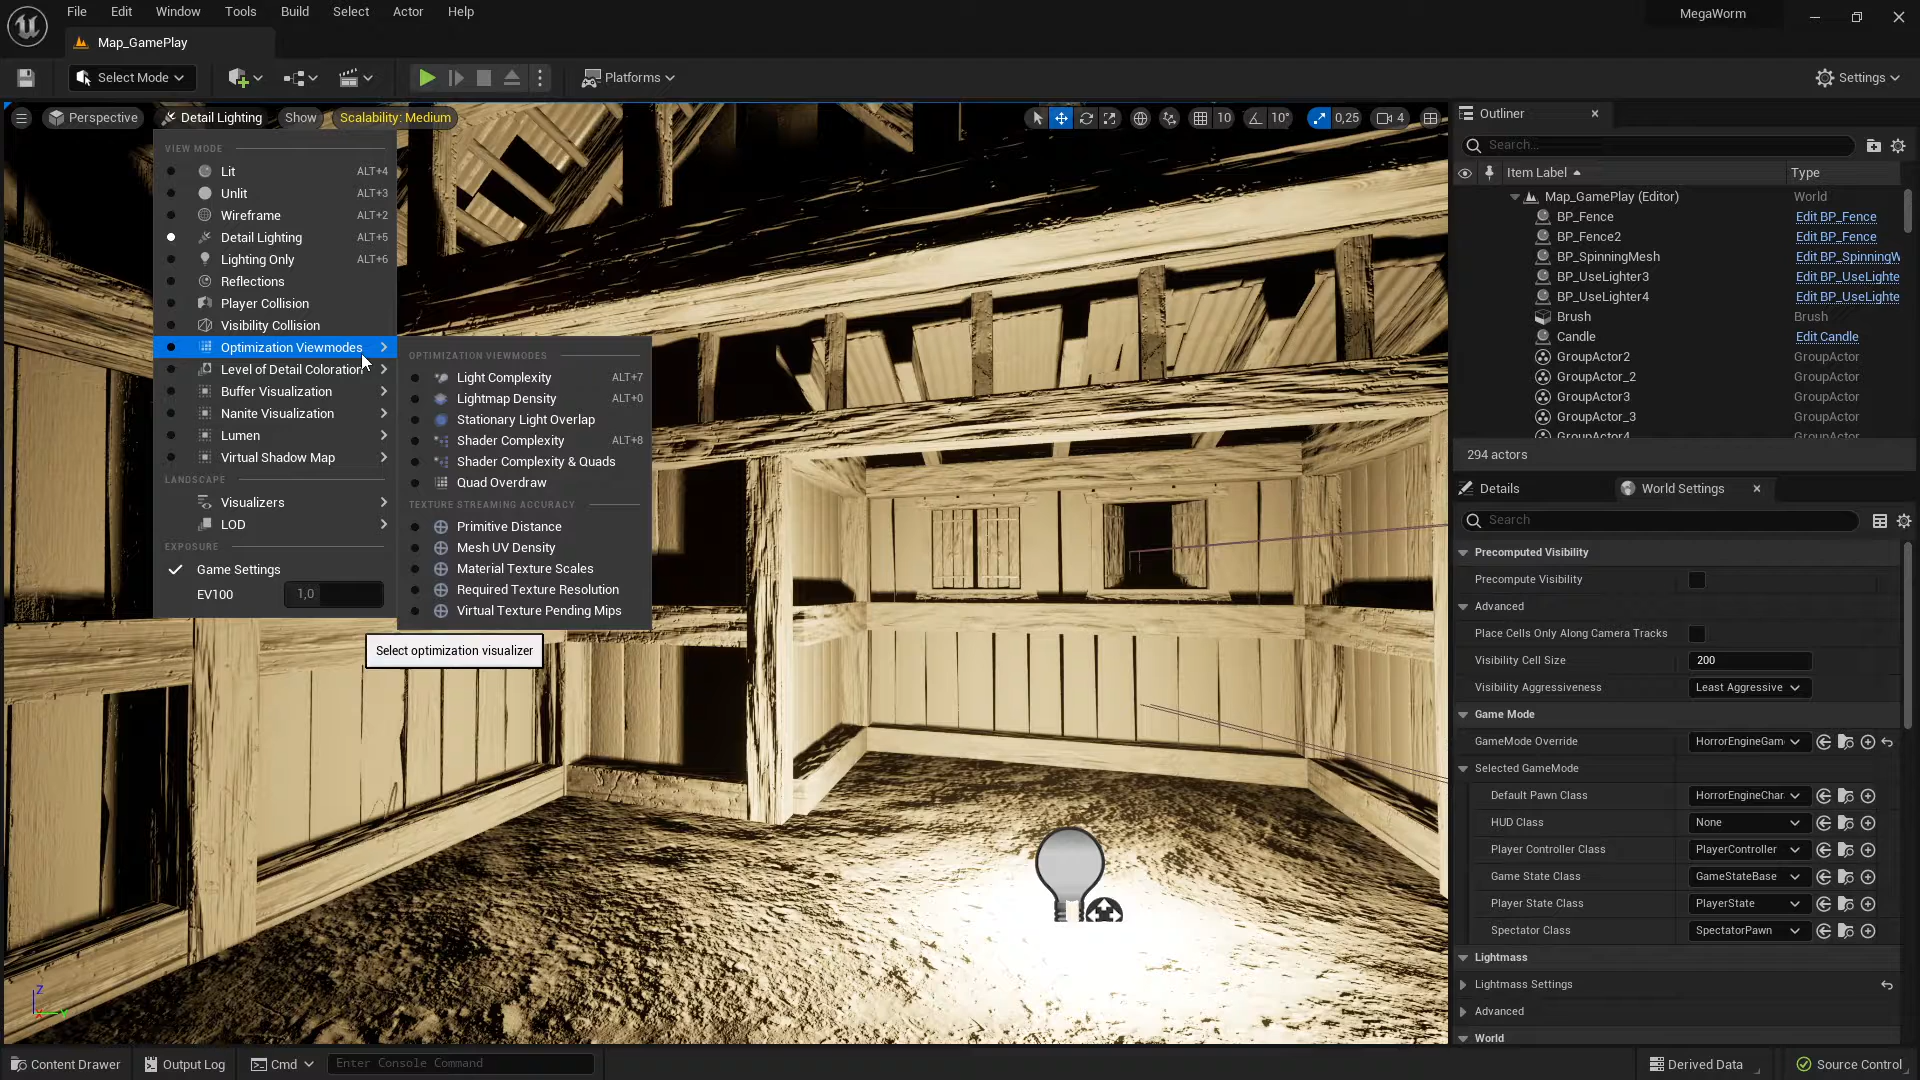 File Edit Window Tools Build Select Actor Help
MegaWorm
Map_GamePlay
Select Mode
Platforms
Settings
Perspective
Detail Lighting
Show
Scalability: Medium
10
10°
0,25
4
VIEW MODE
Lit ALT+4
Unlit ALT+3
Wireframe ALT+2
Detail Lighting ALT+5
Lighting Only ALT+6
Reflections
Player Collision
Visibility Collision
Optimization Viewmodes
Level of Detail Coloration
Buffer Visualization
Nanite Visualization
Lumen
Virtual Shadow Map
LANDSCAPE
Visualizers
LOD
EXPOSURE
Game Settings
EV100 1,0
OPTIMIZATION VIEWMODES
Light Complexity ALT+7
Lightmap Density ALT+0
Stationary Light Overlap
Shader Complexity ALT+8
Shader Complexity & Quads
Quad Overdraw
TEXTURE STREAMING ACCURACY
Primitive Distance
Mesh UV Density
Material Texture Scales
Required Texture Resolution
Virtual Texture Pending Mips
Select optimization visualizer
Outliner
Search...
Item Label Type
Map_GamePlay (Editor) World
BP_Fence Edit BP_Fence
BP_Fence2 Edit BP_Fence
BP_SpinningMesh Edit BP_SpinningW
BP_UseLighter3 Edit BP_UseLighte
BP_UseLighter4 Edit BP_UseLighte
Brush Brush
Candle Edit Candle
GroupActor2 GroupActor
GroupActor_2 GroupActor
GroupActor3 GroupActor
GroupActor_3 GroupActor
GroupActor4 GroupActor
294 actors
Details
World Settings
Search
Precomputed Visibility
Precompute Visibility
Advanced
Place Cells Only Along Camera Tracks
Visibility Cell Size 200
Visibility Aggressiveness Least Aggressive
Game Mode
GameMode Override HorrorEngineGam
Selected GameMode
Default Pawn Class HorrorEngineChar
HUD Class None
Player Controller Class PlayerController
Game State Class GameStateBase
Player State Class PlayerState
Spectator Class SpectatorPawn
Lightmass
Lightmass Settings
Advanced
World
Content Drawer
Output Log
Cmd
Enter Console Command
Derived Data
Source Control
Z
Y